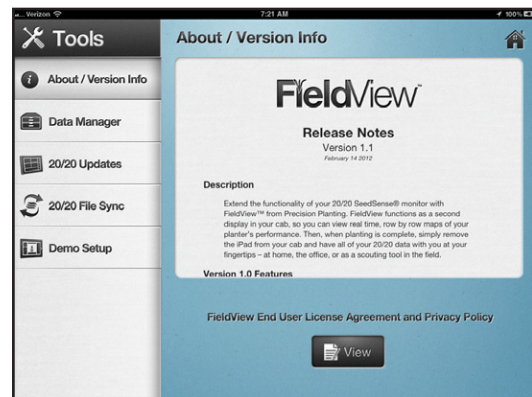 Verizon
7:21 AM
100%
Tools
About / Version Info
About / Version Info
Data Manager
20/20 Updates
20/20 File Sync
Demo Setup
FieldView™
Release Notes
Version 1.1
February 14 2012
Description
Extend the functionality of your 20/20 SeedSense® monitor with
FieldView™ from Precision Planting. FieldView functions as a second
display in your cab, so you can view real time, row by row maps of your
planter's performance. Then, when planting is complete, simply remove
the iPad from your cab and have all of your 20/20 data with you at your
fingertips – at home, the office, or as a scouting tool in the field.
Version 1.0 Features
FieldView End User License Agreement and Privacy Policy
View